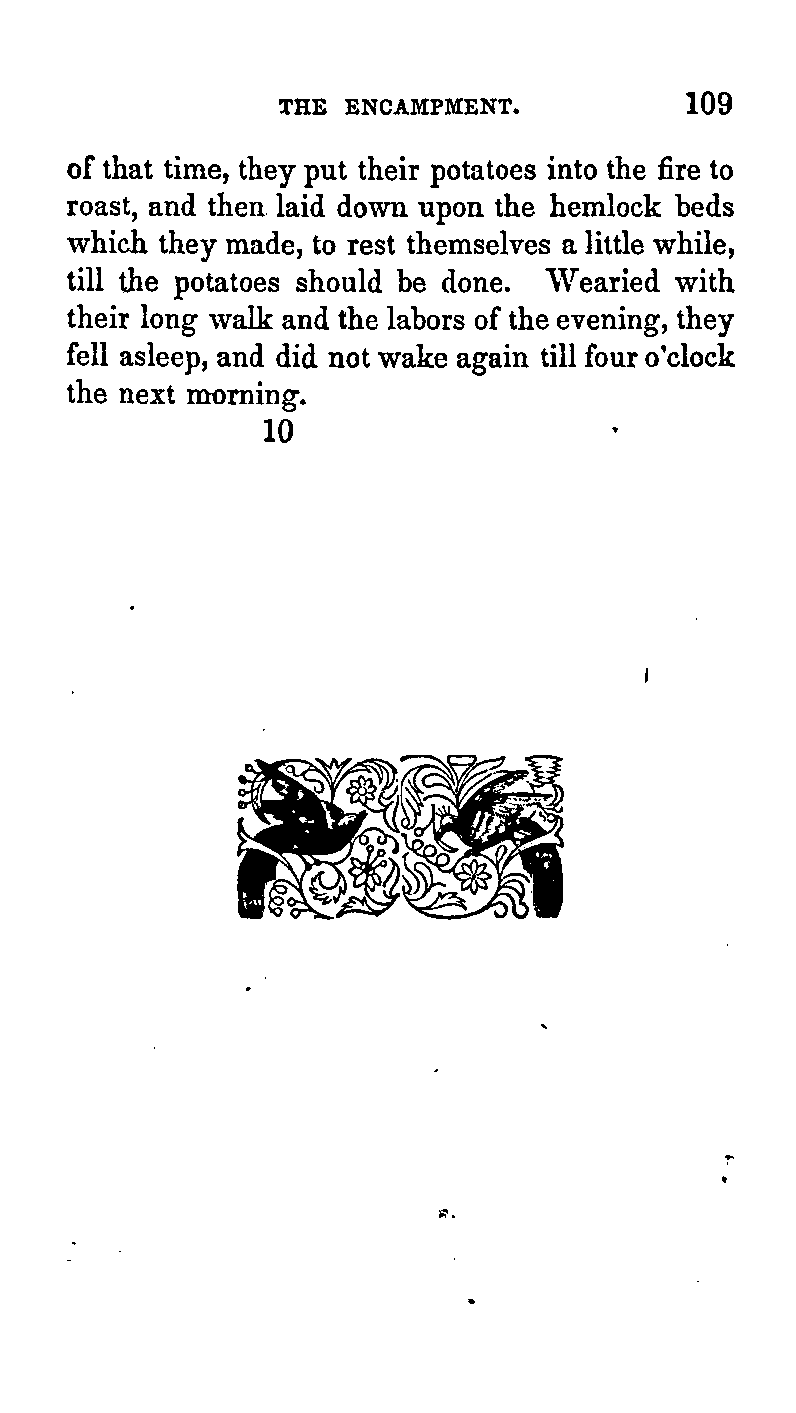 THE ENCAMPMENT. 109
of that time, they put their potatoes into the fire to
roast, and then laid down upon the hemlock beds
which they made, to rest themselves a little while,
till the potatoes should be done. Wearied with
their long walk and the labors of the evening, they
fell asleep, and did not wake again till four o'clock
the next morning.
10